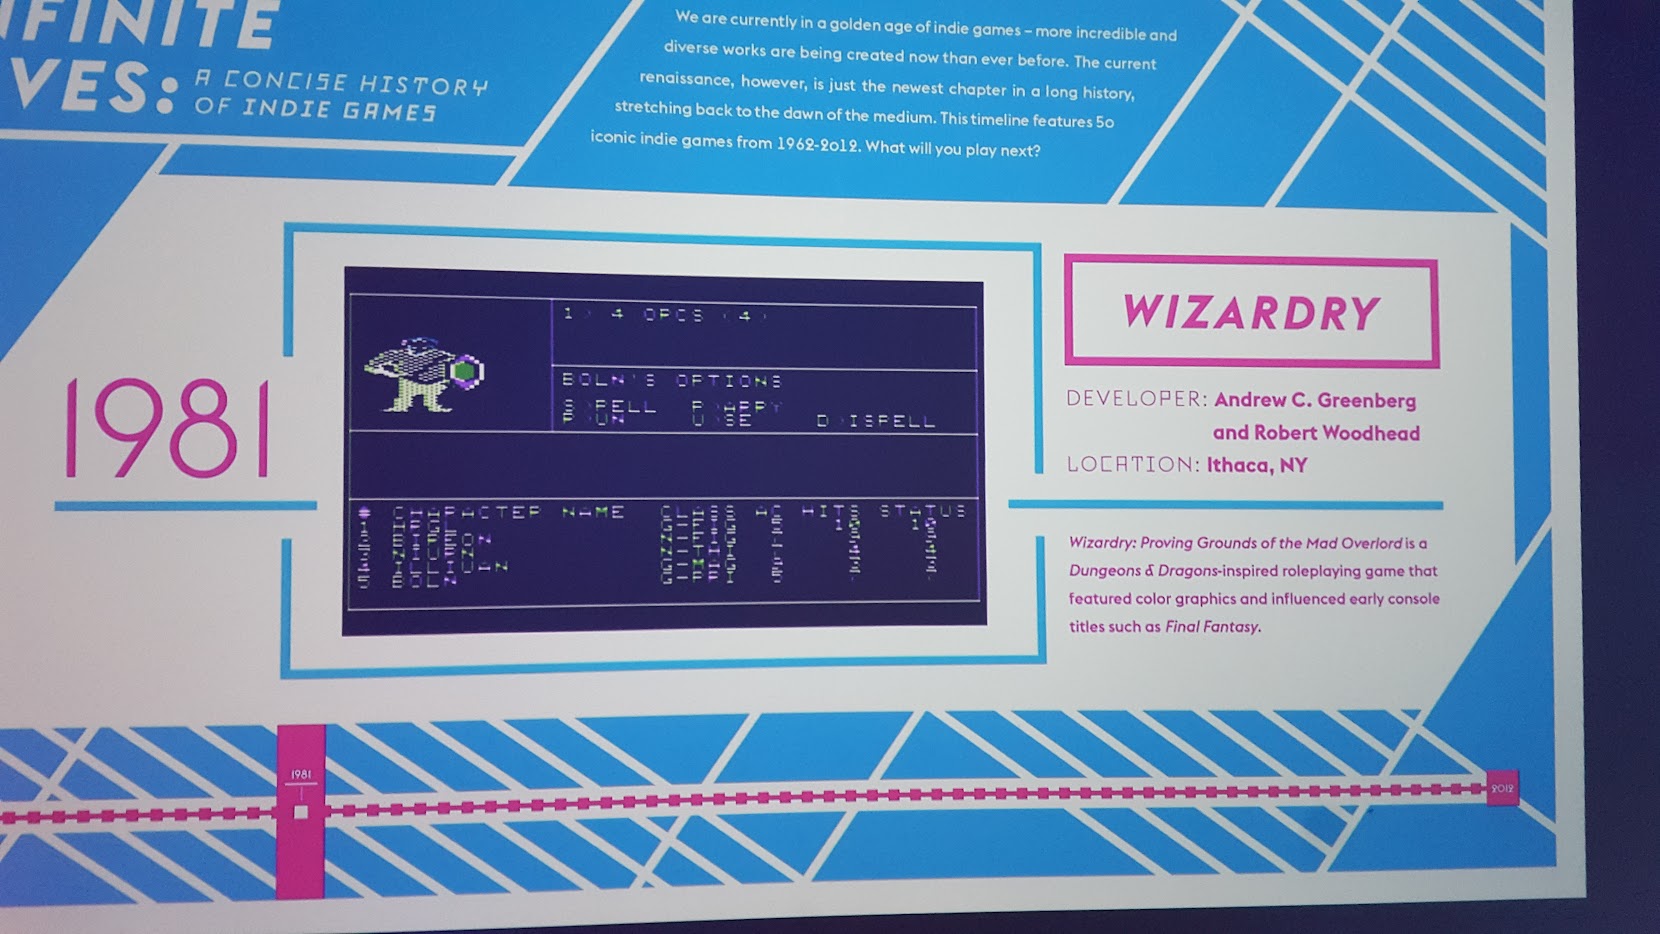 NFINITE
VES: A CONCISE HISTORY
OF INDIE GAMES
We are currently in a golden age of indie games – more incredible and
diverse works are being created now than ever before. The current
renaissance, however, is just the newest chapter in a long history,
stretching back to the dawn of the medium. This timeline features 50
iconic indie games from 1962-2012. What will you play next?
1981
1) 4 ORCS (4)
BOLN'S OPTIONS
D)ISPELL
# CHARACTER NAME CLASS AC HITS STATUS
WIZARDRY
DEVELOPER: Andrew C. Greenberg
and Robert Woodhead
LOCATION: Ithaca, NY
Wizardry: Proving Grounds of the Mad Overlord is a
Dungeons & Dragons-inspired roleplaying game that
featured color graphics and influenced early console
titles such as Final Fantasy.
1981
2012